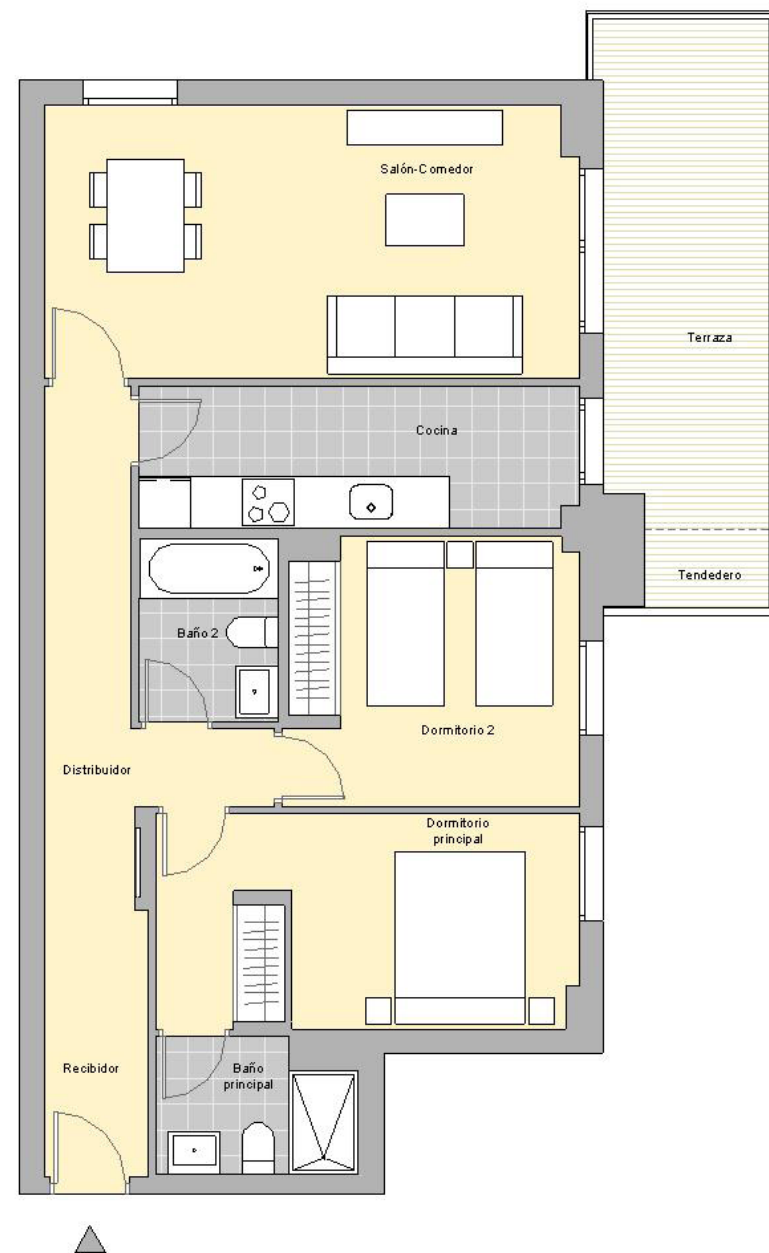 Salón-Comedor
Terraza
Cocina
Tendedero
Baño 2
Dormitorio 2
Distribuidor
Dormitorio
principal
Recibidor
Baño
principal